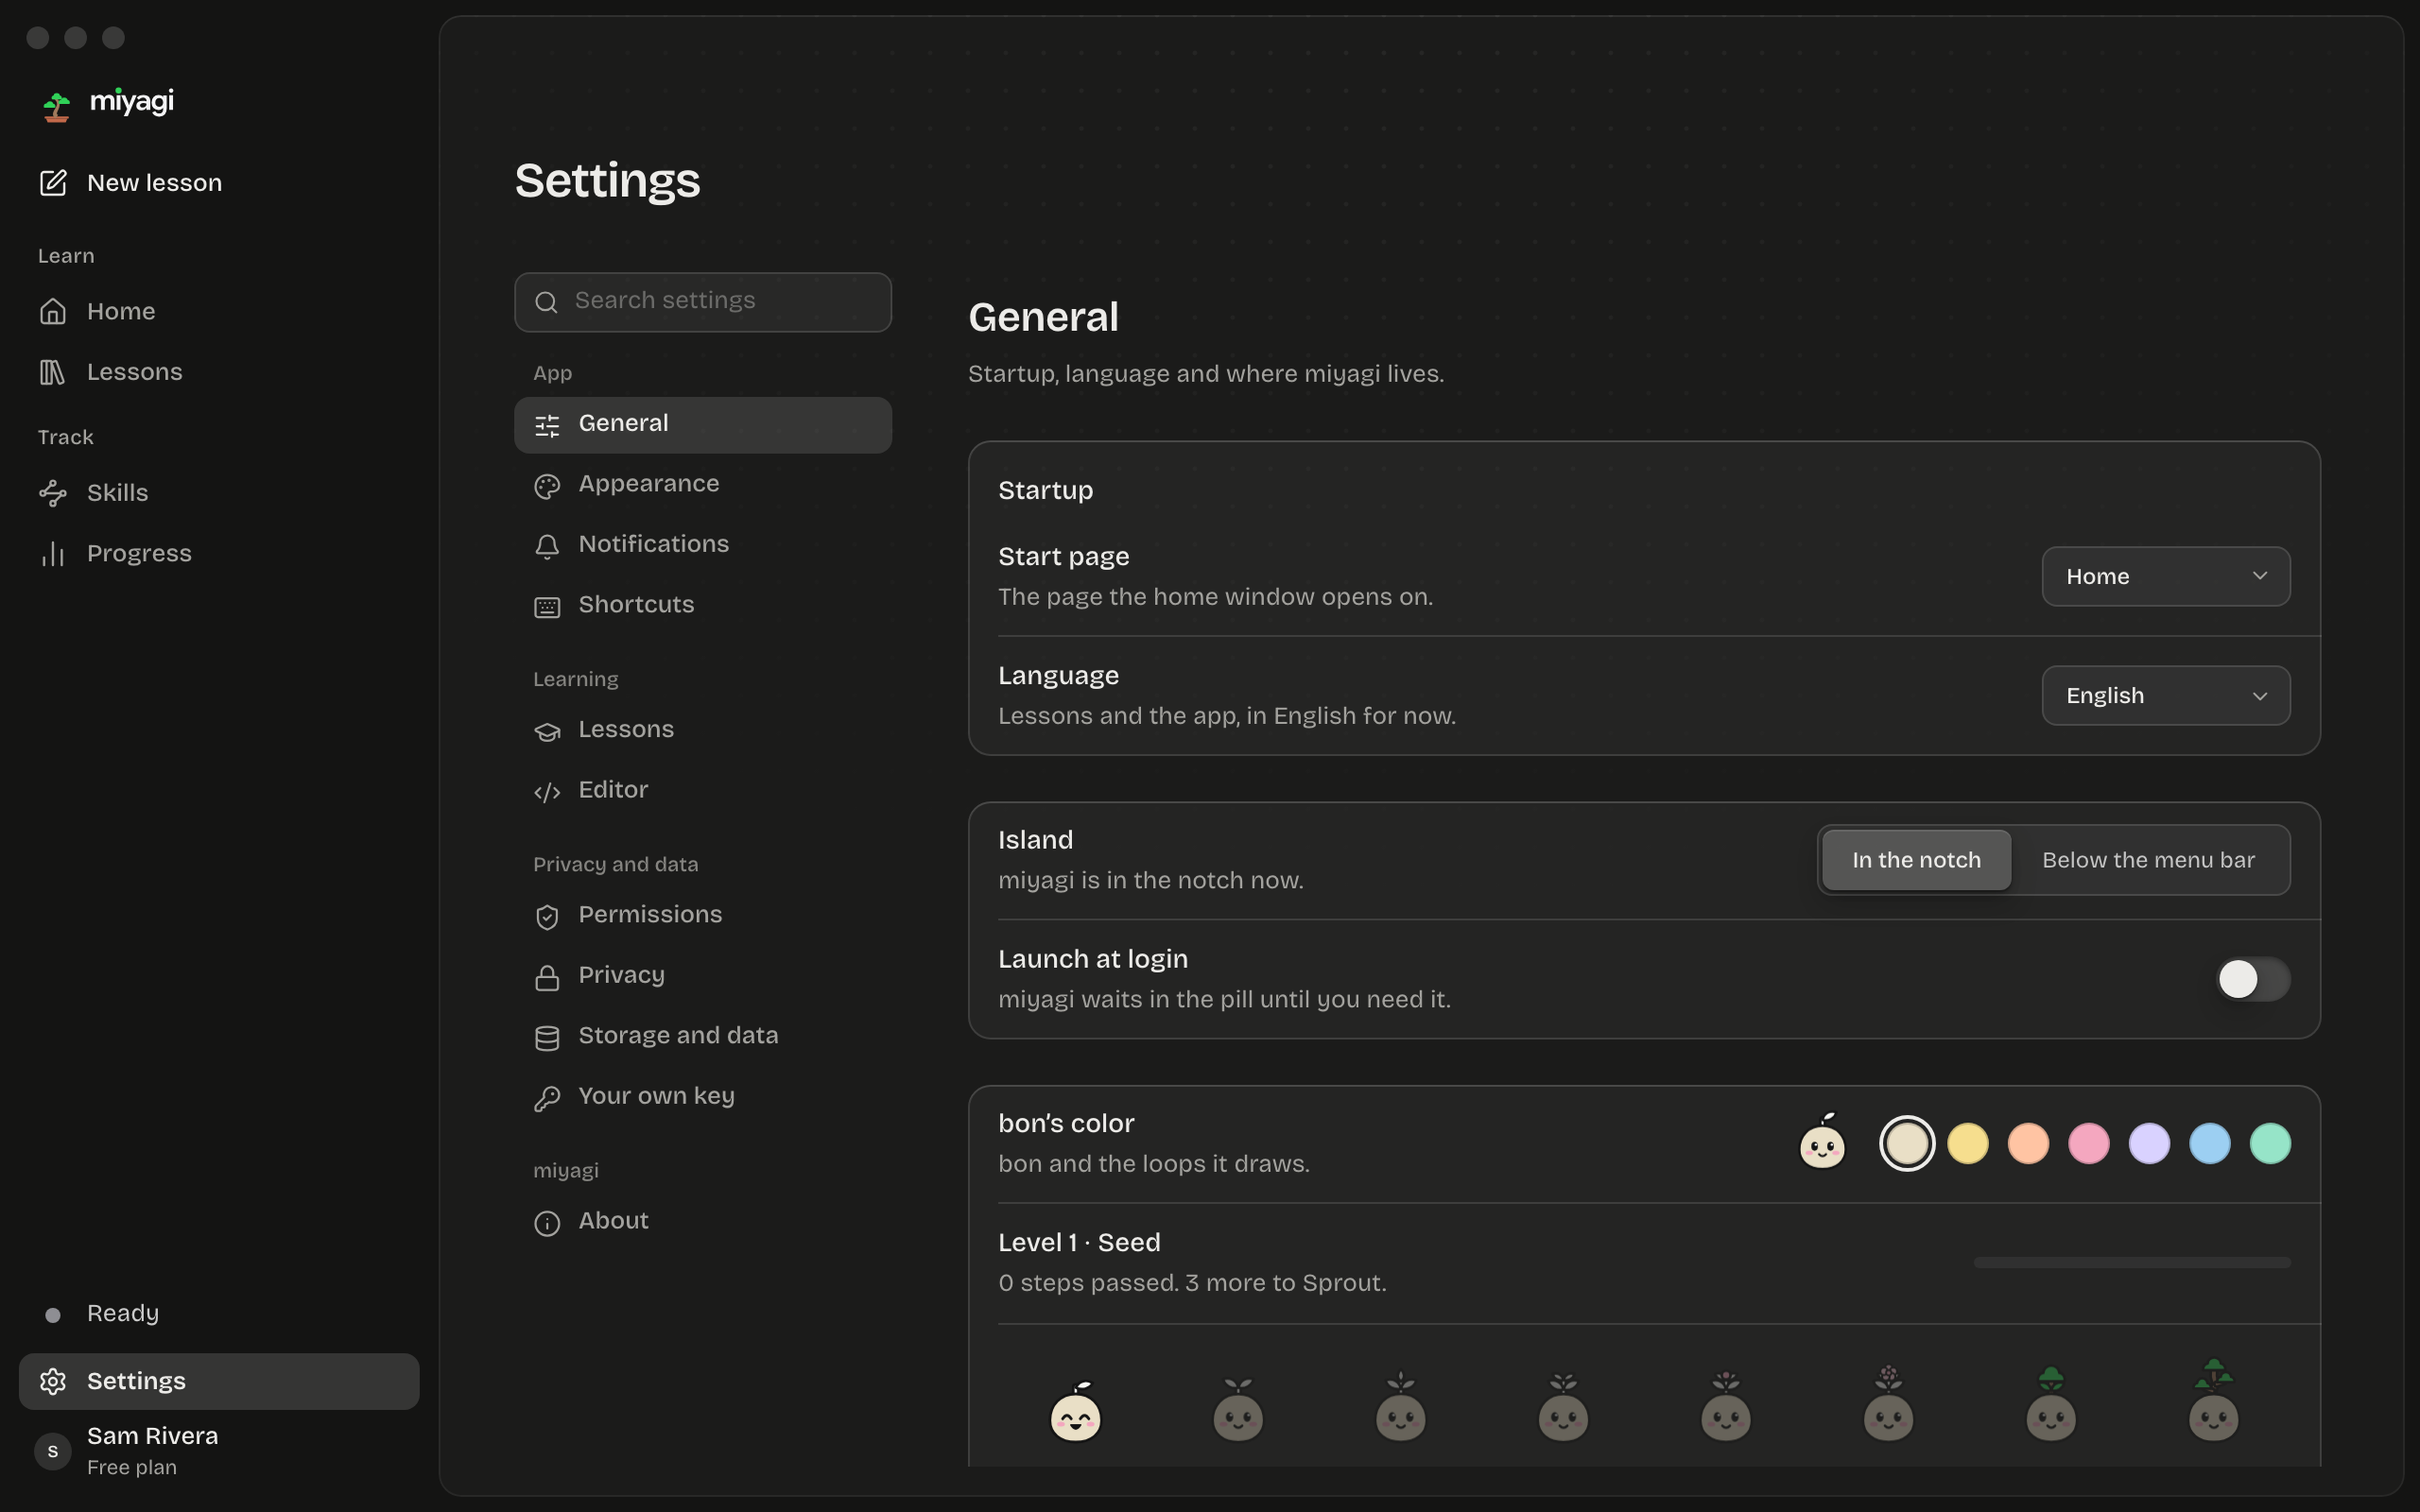 miyagi
New lesson
Learn
Home
Lessons
Track
Skills
Progress
Ready
Settings
S
Sam Rivera
Free plan
Settings
Search settings
App
General
Appearance
Notifications
Shortcuts
Learning
Lessons
Editor
Privacy and data
Permissions
Privacy
Storage and data
Your own key
miyagi
About
General
Startup, language and where miyagi lives.
Startup
Start page
The page the home window opens on.
Home
Language
Lessons and the app, in English for now.
English
Island
miyagi is in the notch now.
In the notch
Below the menu bar
Launch at login
miyagi waits in the pill until you need it.
bon’s color
bon and the loops it draws.
Level 1 · Seed
0 steps passed. 3 more to Sprout.